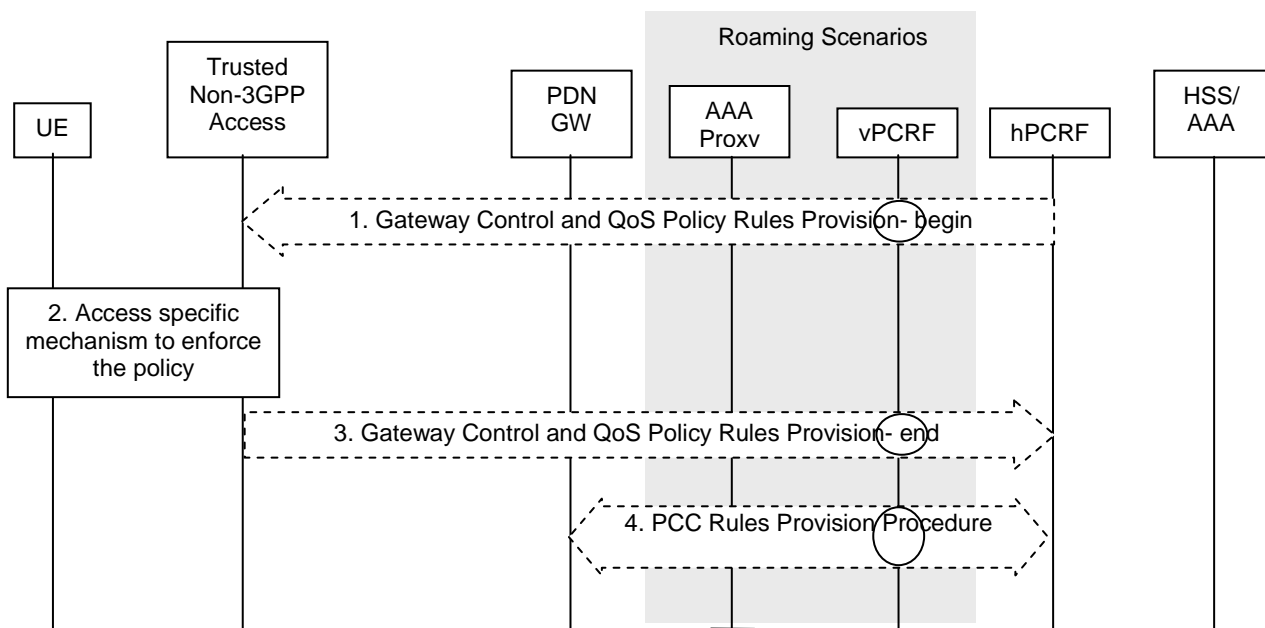 Roaming Scenarios
UE
Trusted
Non-3GPP
Access
PDN
GW
AAA
Proxv
vPCRF
hPCRF
HSS/
AAA
1. Gateway Control and QoS Policy Rules Provision- begin
2. Access specific
mechanism to enforce
the policy
3. Gateway Control and QoS Policy Rules Provision- end
4. PCC Rules Provision Procedure